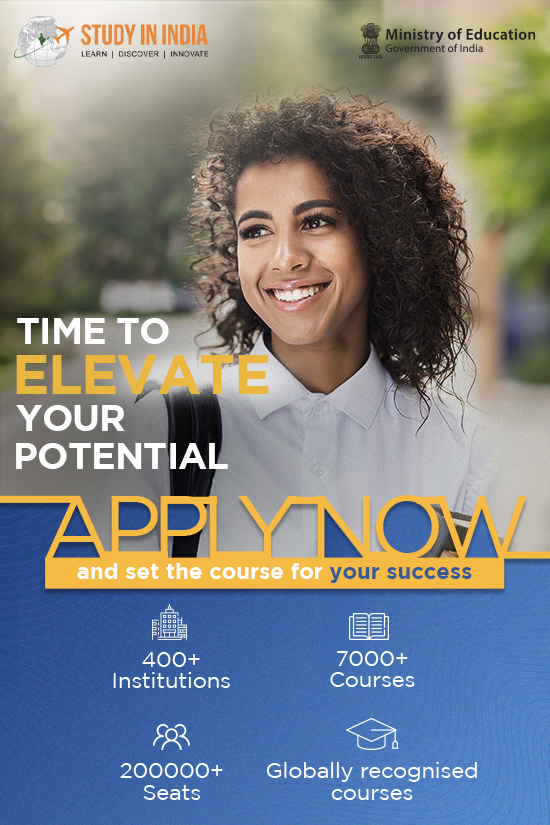 STUDY IN INDIA
LEARN | DISCOVER | INNOVATE
Ministry of Education
Government of India
TIME TO
ELEVATE
YOUR
POTENTIAL
APPLY NOW
and set the course for your success
400+
Institutions
7000+
Courses
200000+
Seats
Globally recognised
courses